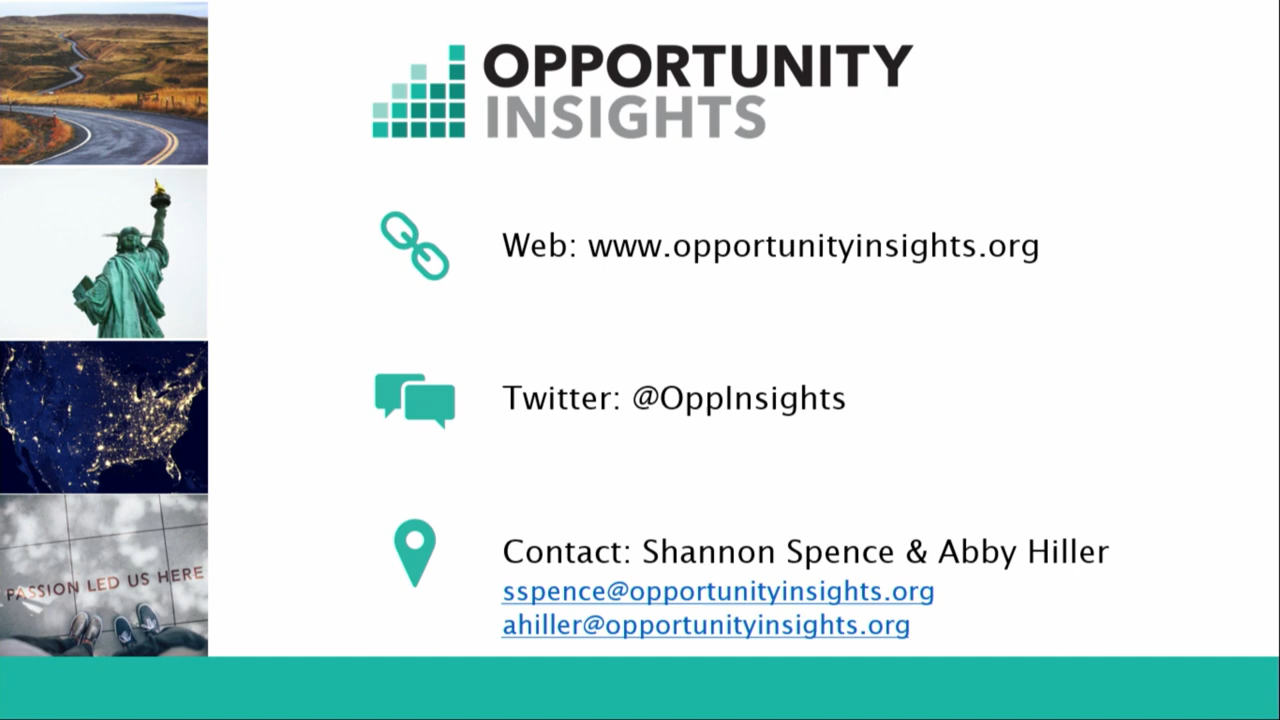 OPPORTUNITY
INSIGHTS
Web: www.opportunityinsights.org
Twitter: @OppInsights
Contact: Shannon Spence & Abby Hiller
sspence@opportunityinsights.org
ahiller@opportunityinsights.org
PASSION LED US HERE